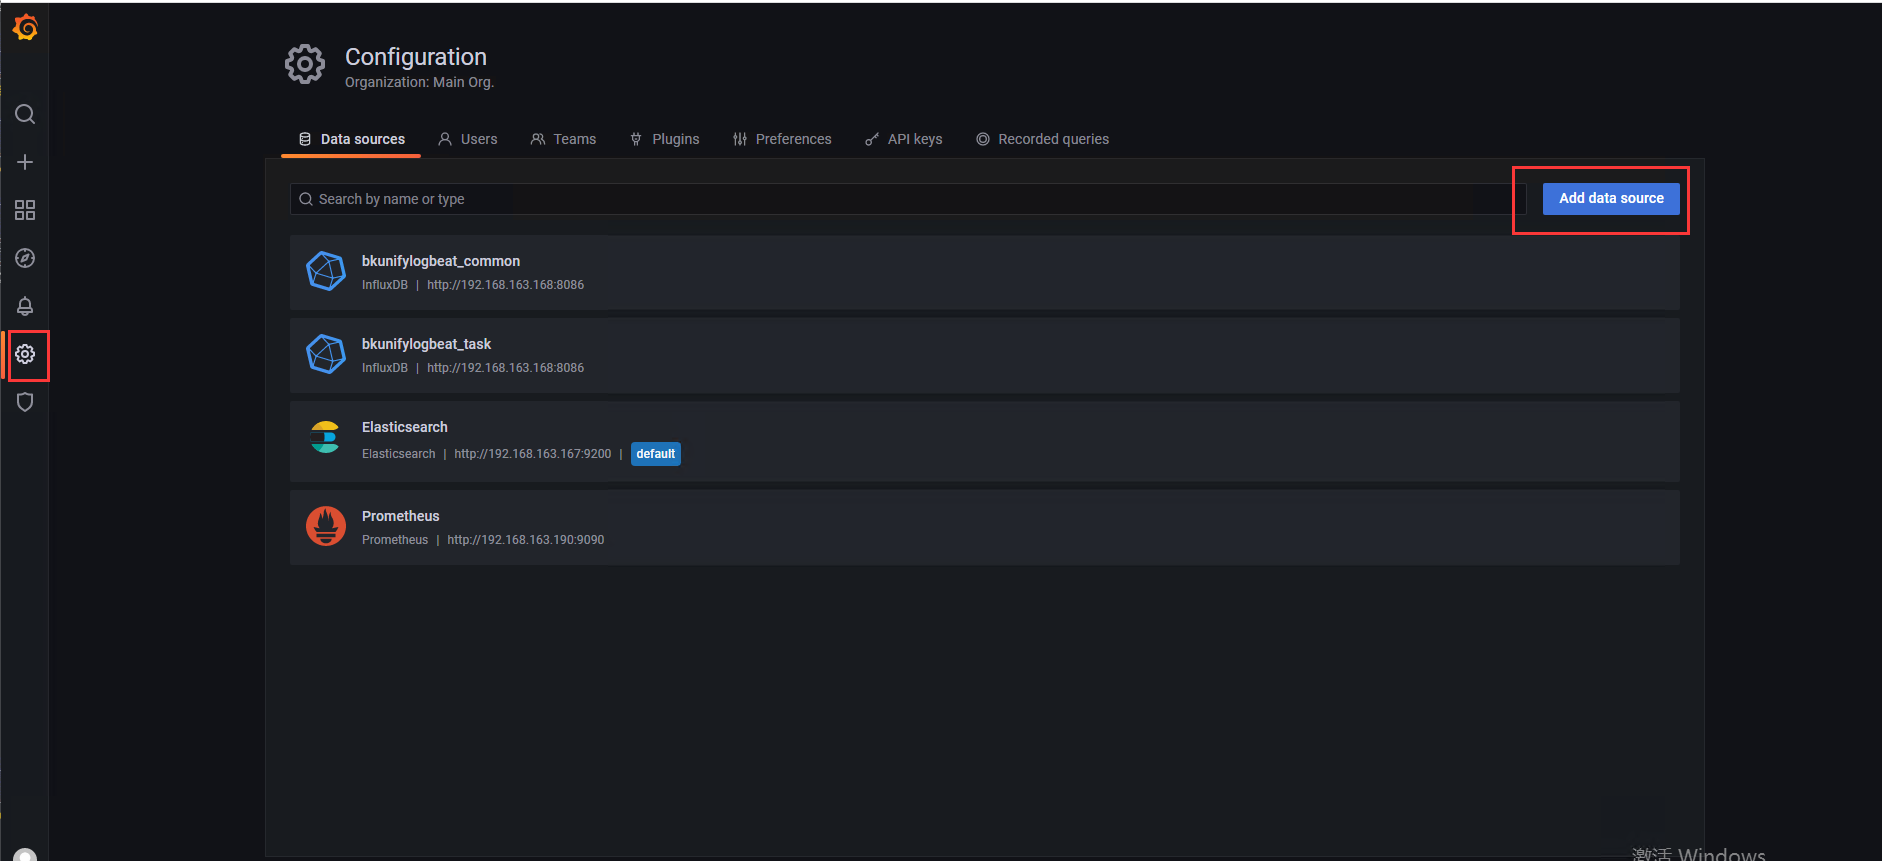 Configuration
Organization: Main Org.
Data sources Users Teams Plugins Preferences API keys Recorded queries
Search by name or type Add data source
bkunifylogbeat_common
InfluxDB | http://192.168.163.168:8086
bkunifylogbeat_task
InfluxDB | http://192.168.163.168:8086
Elasticsearch
Elasticsearch | http://192.168.163.167:9200 | default
Prometheus
Prometheus | http://192.168.163.190:9090
激活 Windows